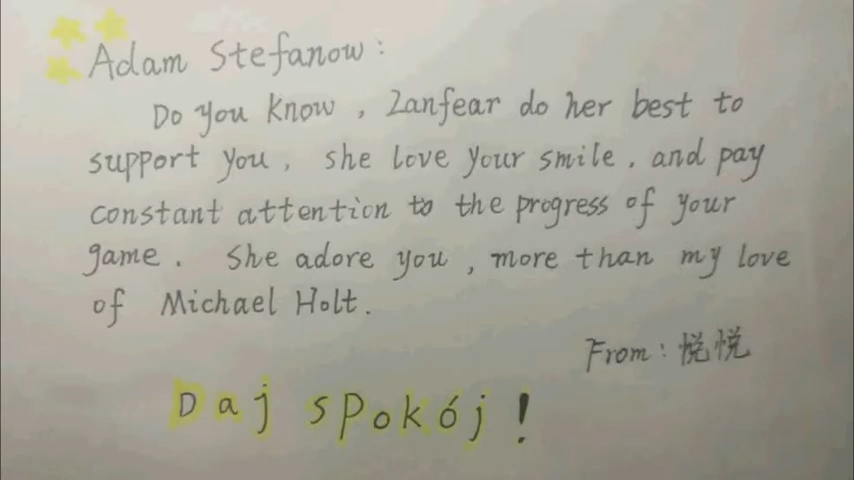 Adam Stefanow:
Do you know, Lanfear do her best to
support you, she love your smile, and pay
constant attention to the progress of your
game. She adore you, more than my love
of Michael Holt.
From: 悦悦
Daj spokój!